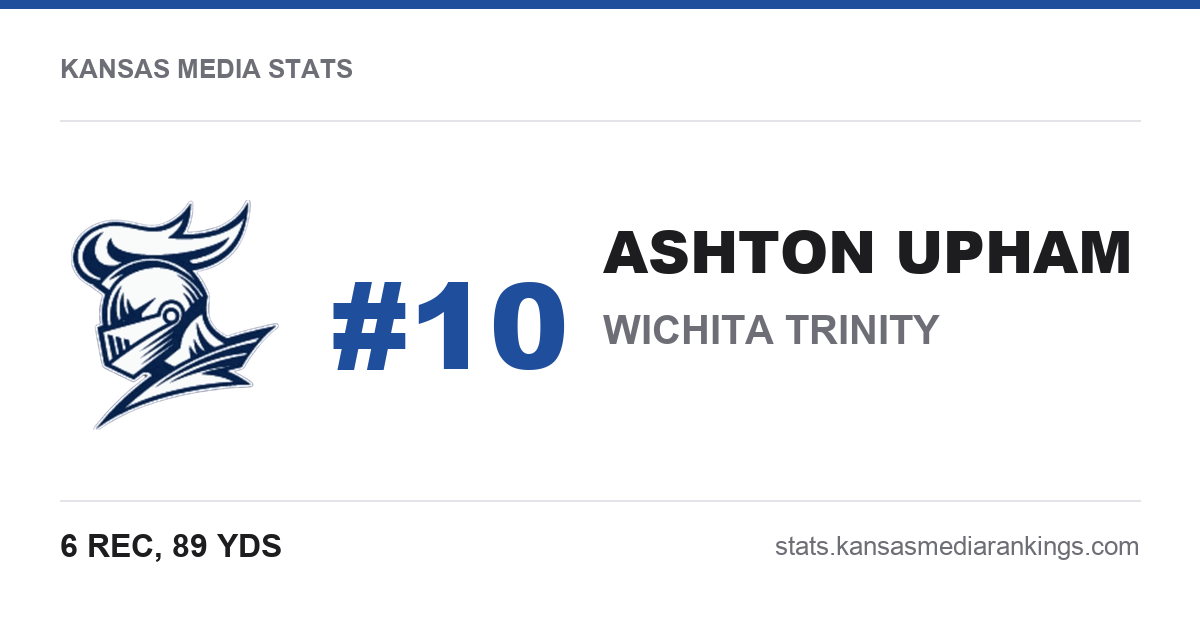 KANSAS MEDIA STATS
#10
ASHTON UPHAM
WICHITA TRINITY
6 REC, 89 YDS
stats.kansasmediarankings.com